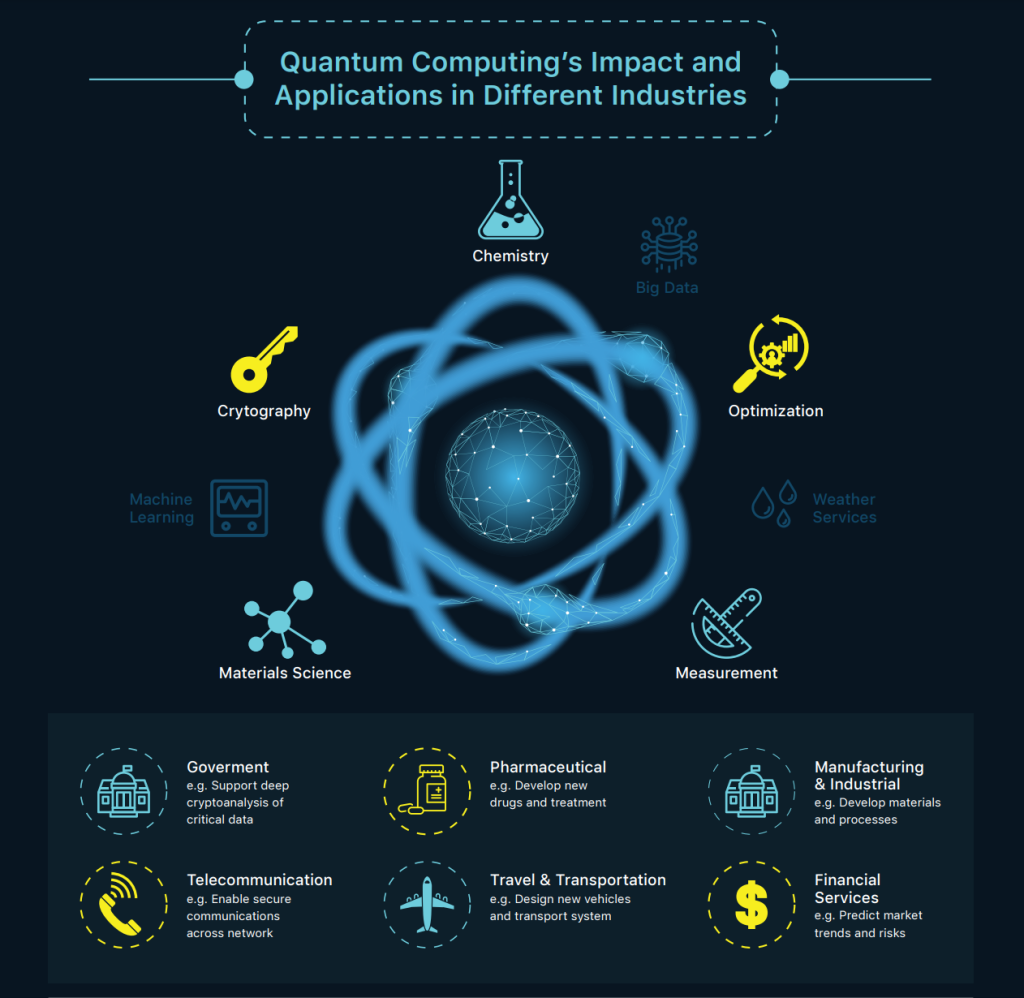 Quantum Computing’s Impact and
Applications in Different Industries
Chemistry
Big Data
Crytography
Optimization
Machine
Learning
Weather
Services
Materials Science
Measurement
Goverment
e.g. Support deep
cryptoanalysis of
critical data
Pharmaceutical
e.g. Develop new
drugs and treatment
Manufacturing
& Industrial
e.g. Develop materials
and processes
Telecommunication
e.g. Enable secure
communications
across network
Travel & Transportation
e.g. Design new vehicles
and transport system
Financial
Services
e.g. Predict market
trends and risks
$